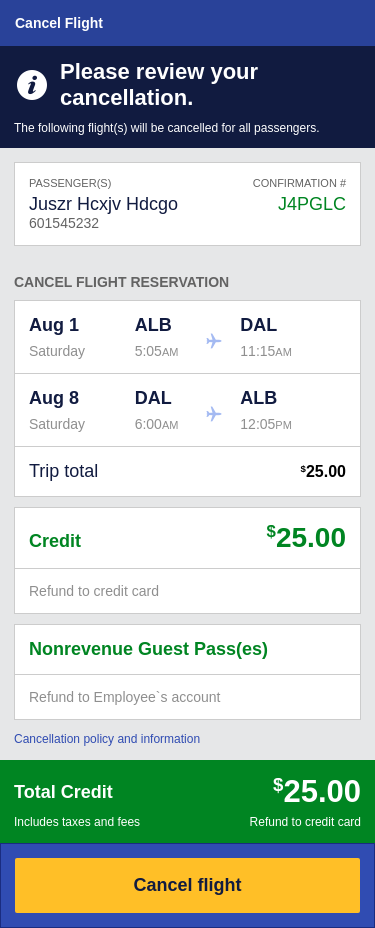 Cancel Flight
Please review your
cancellation.
The following flight(s) will be cancelled for all passengers.
PASSENGER(S) CONFIRMATION #
Juszr Hcxjv Hdcgo J4PGLC
601545232
CANCEL FLIGHT RESERVATION
Aug 1 ALB DAL
Saturday 5:05AM 11:15AM
Aug 8 DAL ALB
Saturday 6:00AM 12:05PM
Trip total $25.00
Credit $25.00
Refund to credit card
Nonrevenue Guest Pass(es)
Refund to Employee`s account
Cancellation policy and information
Total Credit $25.00
Includes taxes and fees Refund to credit card
Cancel flight